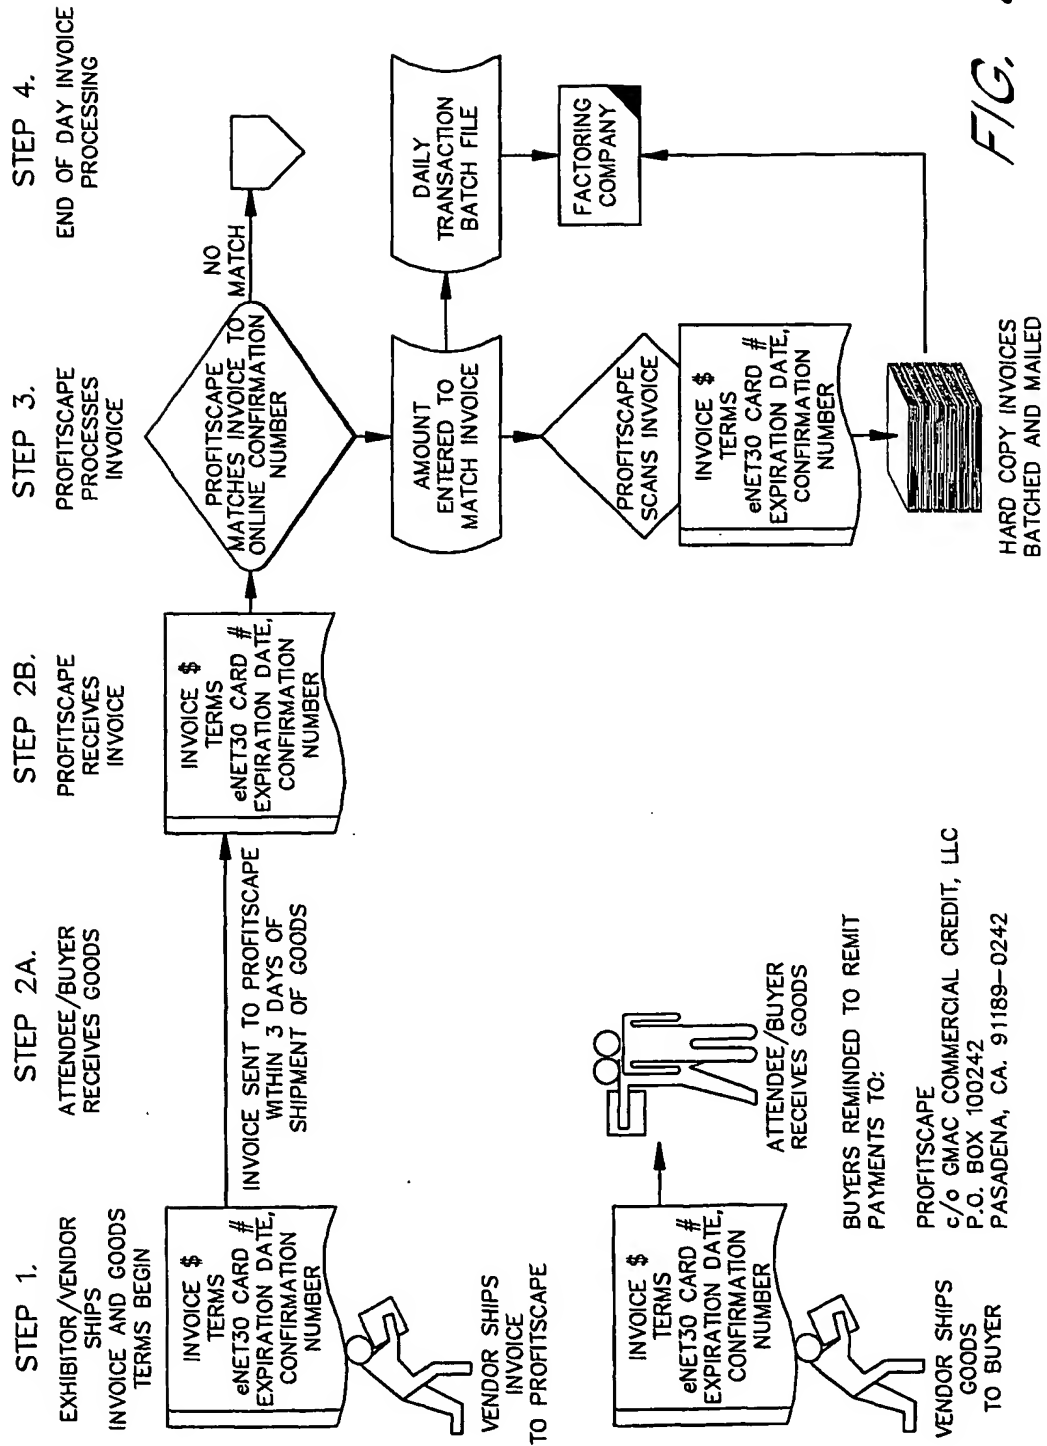 STEP 1.
EXHIBITOR/VENDOR
SHIPS
INVOICE AND GOODS
TERMS BEGIN
STEP 2A.
ATTENDEE/BUYER
RECEIVES GOODS
STEP 2B.
PROFITSCAPE
RECEIVES
INVOICE
STEP 3.
PROFITSCAPE
PROCESSES
INVOICE
STEP 4.
END OF DAY INVOICE
PROCESSING
INVOICE $
TERMS
eNET30 CARD #
EXPIRATION DATE,
CONFIRMATION
NUMBER
VENDOR SHIPS
INVOICE
TO PROFITSCAPE
INVOICE SENT TO PROFITSCAPE
WITHIN 3 DAYS OF
SHIPMENT OF GOODS
INVOICE $
TERMS
eNET30 CARD #
EXPIRATION DATE,
CONFIRMATION
NUMBER
PROFITSCAPE
MATCHES INVOICE TO
ONLINE CONFIRMATION
NUMBER
NO
MATCH
AMOUNT
ENTERED TO
MATCH INVOICE
DAILY
TRANSACTION
BATCH FILE
PROFITSCAPE
SCANS INVOICE
FACTORING
COMPANY
INVOICE $
TERMS
eNET30 CARD #
EXPIRATION DATE,
CONFIRMATION
NUMBER
HARD COPY INVOICES
BATCHED AND MAILED
INVOICE $
TERMS
eNET30 CARD #
EXPIRATION DATE,
CONFIRMATION
NUMBER
VENDOR SHIPS
GOODS
TO BUYER
ATTENDEE/BUYER
RECEIVES GOODS
BUYERS REMINDED TO REMIT
PAYMENTS TO:
PROFITSCAPE
c/o GMAC COMMERCIAL CREDIT, LLC
P.O. BOX 100242
PASADENA, CA. 91189-0242
FIG.